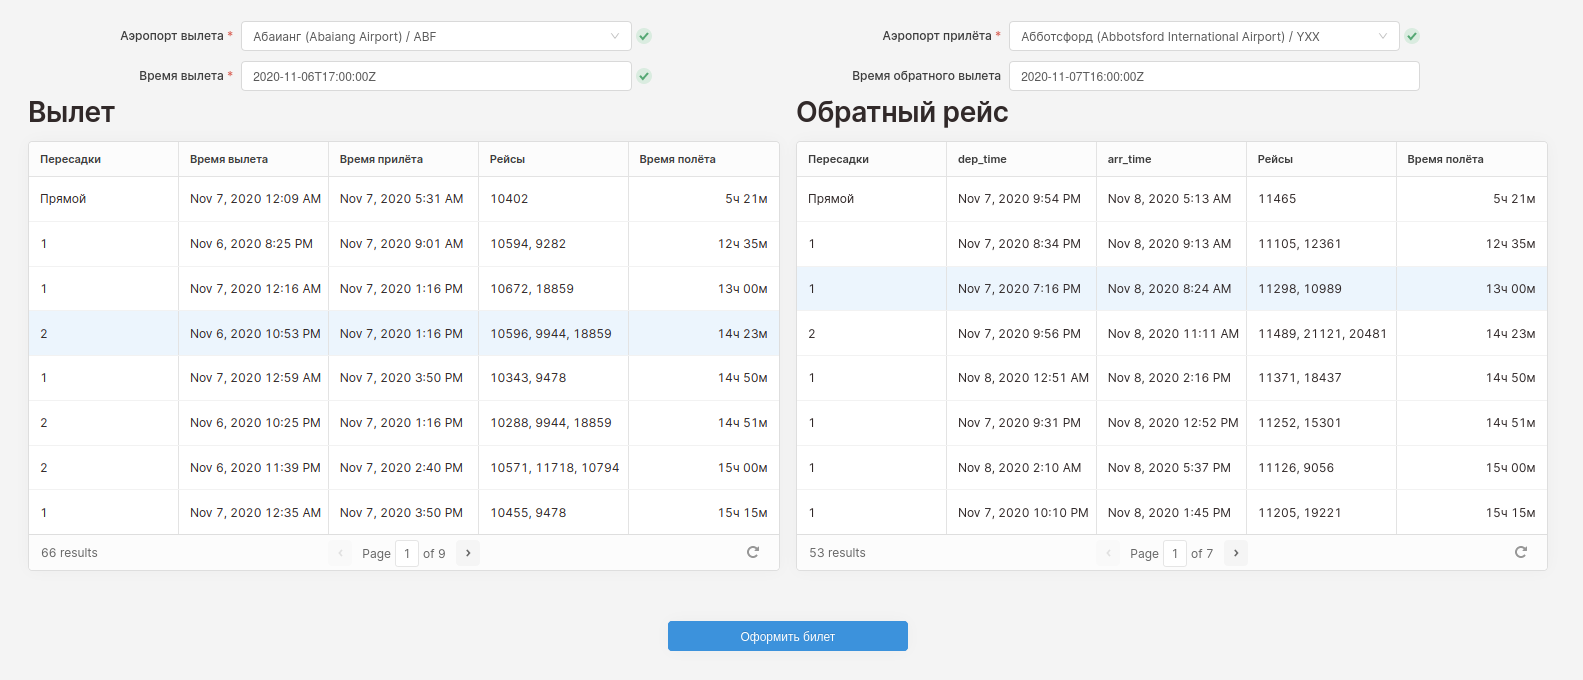 Аэропорт вылета * Абаианг (Abaiang Airport) / ABF Аэропорт прилёта * Абботсфорд (Abbotsford International Airport) / YXX
Время вылета * 2020-11-06T17:00:00Z Время обратного вылета 2020-11-07T16:00:00Z
Вылет Обратный рейс
Пересадки Время вылета Время прилёта Рейсы Время полёта Пересадки dep_time arr_time Рейсы Время полёта
Прямой Nov 7, 2020 12:09 AM Nov 7, 2020 5:31 AM 10402 5ч 21м Прямой Nov 7, 2020 9:54 PM Nov 8, 2020 5:13 AM 11465 5ч 21м
1 Nov 6, 2020 8:25 PM Nov 7, 2020 9:01 AM 10594, 9282 12ч 35м 1 Nov 7, 2020 8:34 PM Nov 8, 2020 9:13 AM 11105, 12361 12ч 35м
1 Nov 7, 2020 12:16 AM Nov 7, 2020 1:16 PM 10672, 18859 13ч 00м 1 Nov 7, 2020 7:16 PM Nov 8, 2020 8:24 AM 11298, 10989 13ч 00м
2 Nov 6, 2020 10:53 PM Nov 7, 2020 1:16 PM 10596, 9944, 18859 14ч 23м 2 Nov 7, 2020 9:56 PM Nov 8, 2020 11:11 AM 11489, 21121, 20481 14ч 23м
1 Nov 7, 2020 12:59 AM Nov 7, 2020 3:50 PM 10343, 9478 14ч 50м 1 Nov 8, 2020 12:51 AM Nov 8, 2020 2:16 PM 11371, 18437 14ч 50м
2 Nov 6, 2020 10:25 PM Nov 7, 2020 1:16 PM 10288, 9944, 18859 14ч 51м 1 Nov 7, 2020 9:31 PM Nov 8, 2020 12:52 PM 11252, 15301 14ч 51м
2 Nov 6, 2020 11:39 PM Nov 7, 2020 2:40 PM 10571, 11718, 10794 15ч 00м 1 Nov 8, 2020 2:10 AM Nov 8, 2020 5:37 PM 11126, 9056 15ч 00м
1 Nov 7, 2020 12:35 AM Nov 7, 2020 3:50 PM 10455, 9478 15ч 15м 1 Nov 7, 2020 10:10 PM Nov 8, 2020 1:45 PM 11205, 19221 15ч 15м
66 results Page 1 of 9 53 results Page 1 of 7
Оформить билет